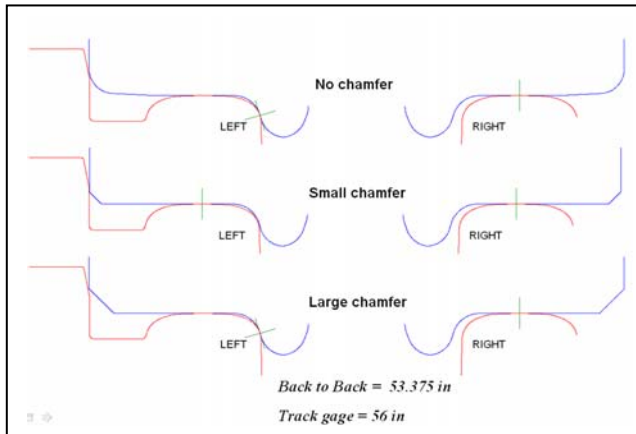 No chamfer
LEFT
RIGHT
Small chamfer
LEFT
RIGHT
Large chamfer
LEFT
RIGHT
Back to Back = 53.375 in
Track gage = 56 in